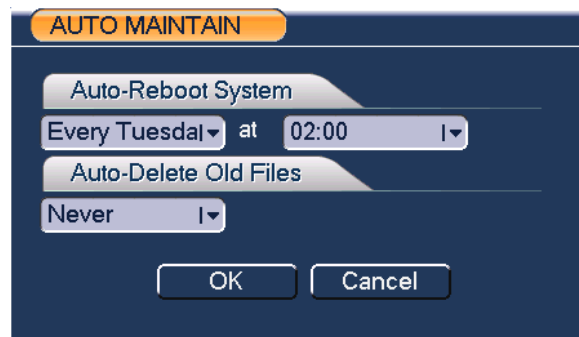 AUTO MAINTAIN
Auto-Reboot System
Every Tuesda at 02:00
Auto-Delete Old Files
Never
OK Cancel